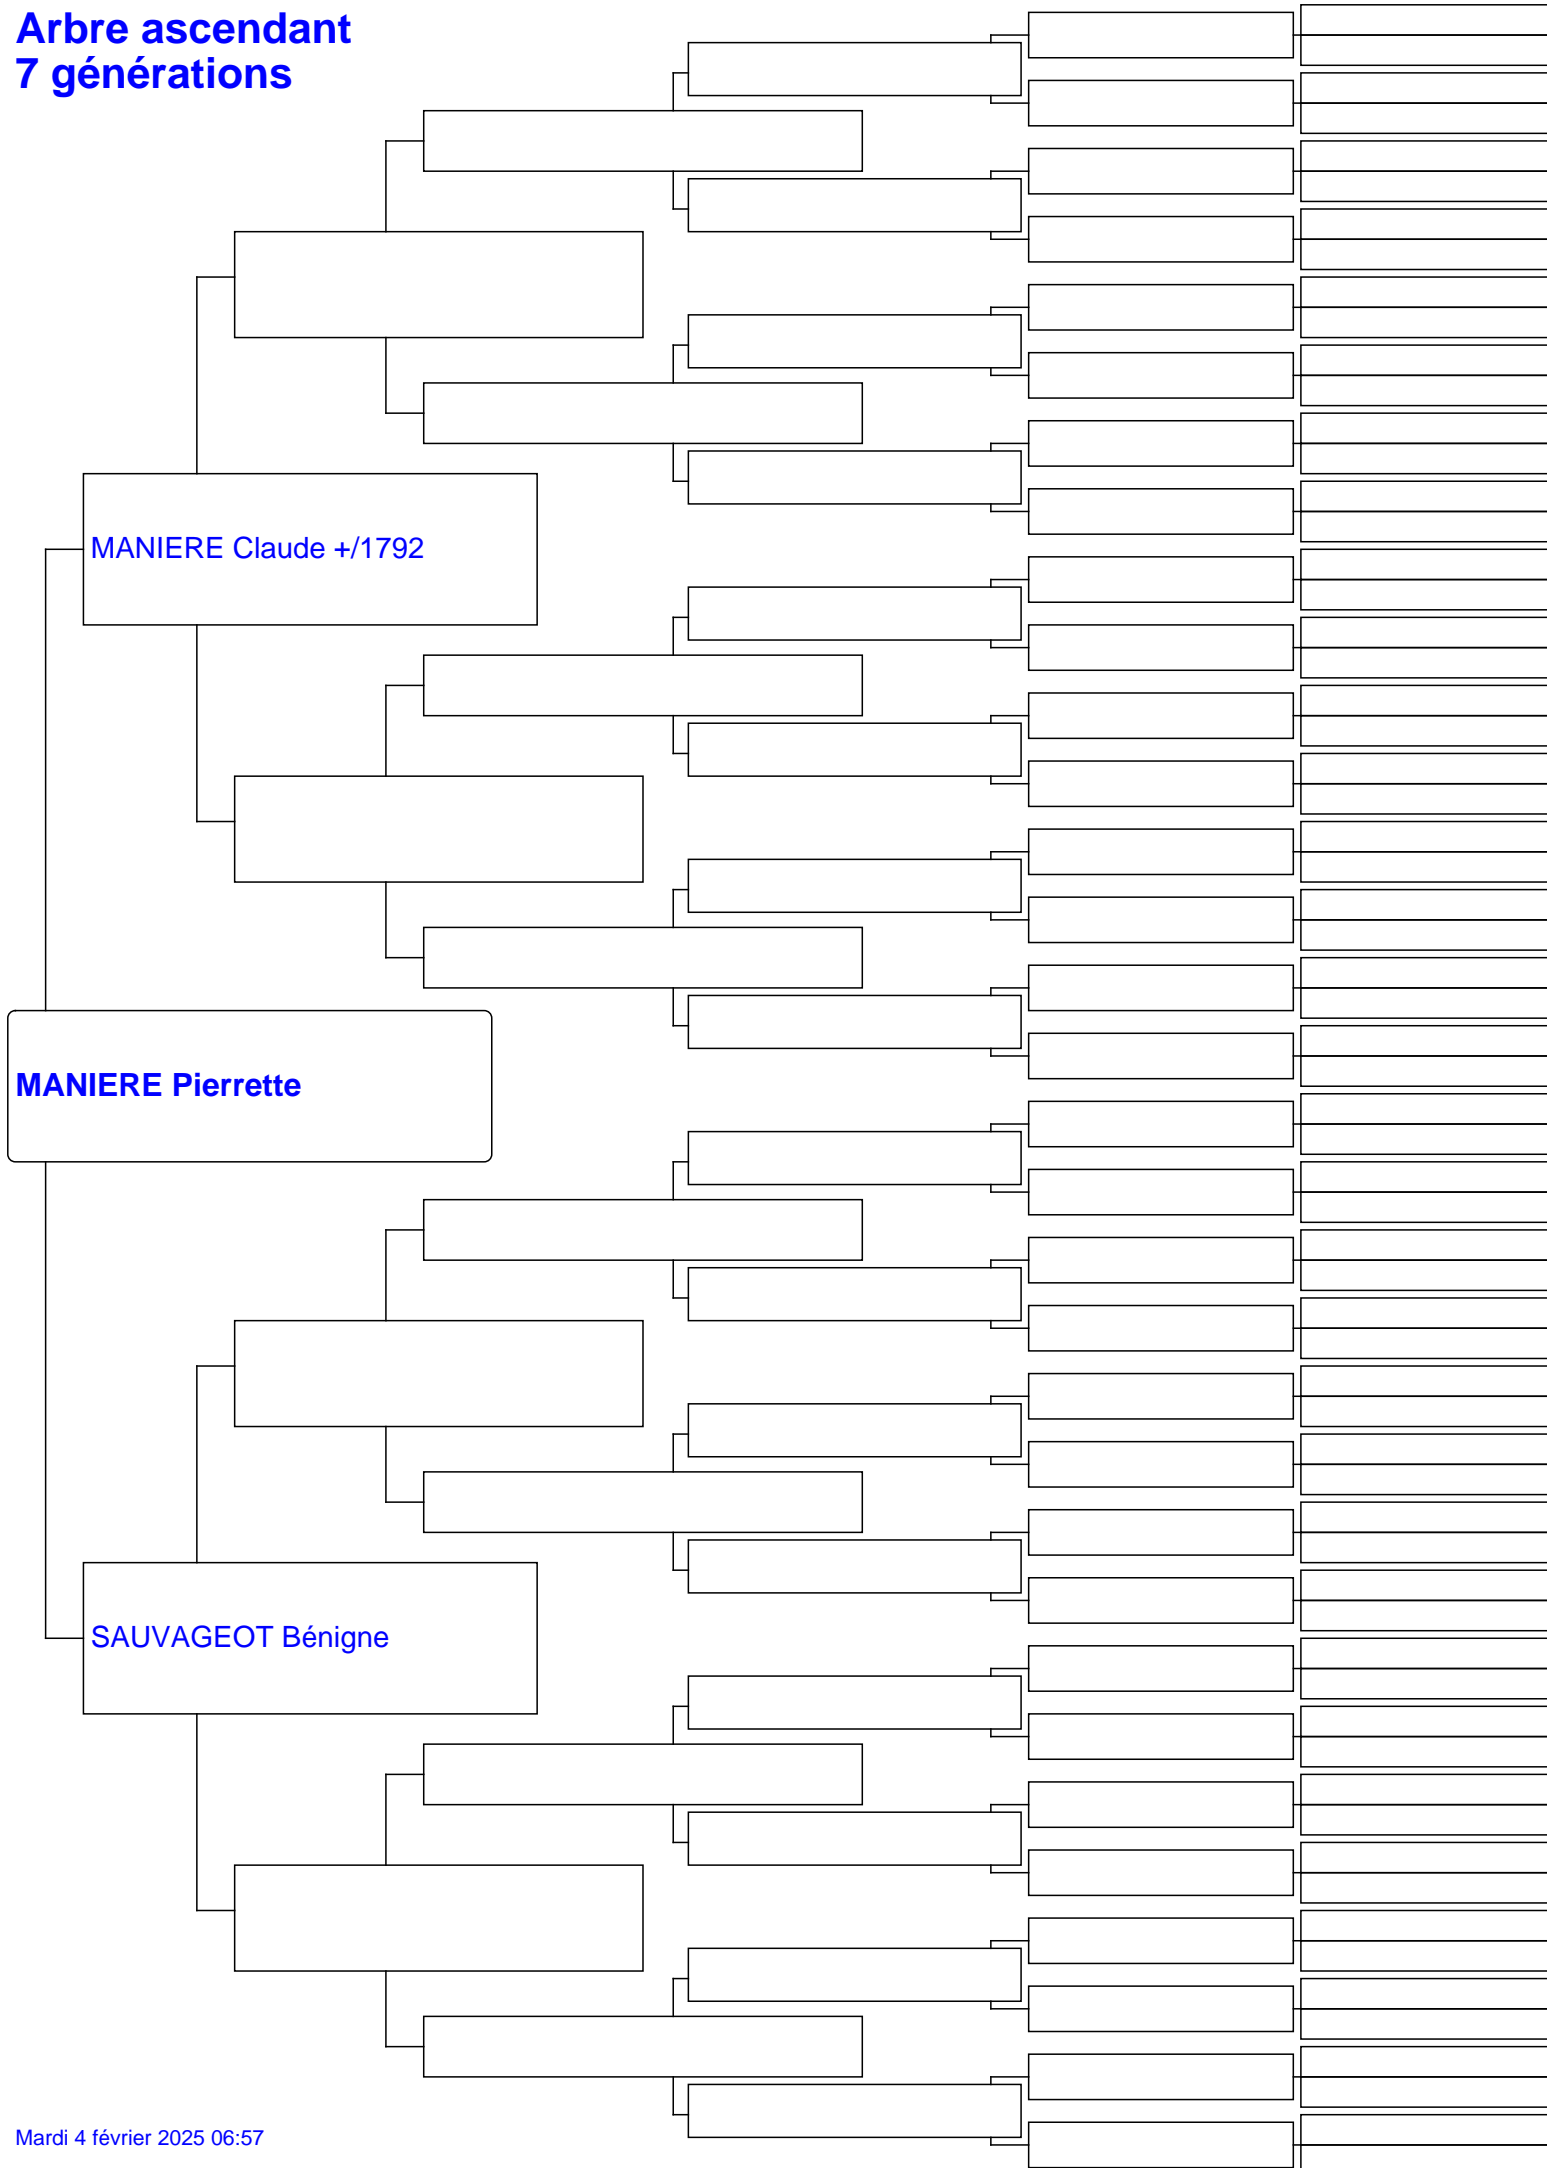 Arbre ascendant
7 générations
MANIERE Claude +/1792
MANIERE Pierrette
SAUVAGEOT Bénigne
Mardi 4 février 2025 06:57